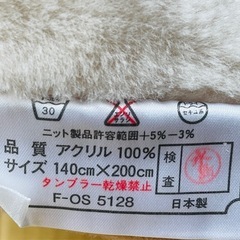 30
ニット製品許容範囲+5%−3%
品質 アクリル 100%
サイズ 140cm×200cm
タンブラー乾燥禁止
F-OS 5128
検査
日本製